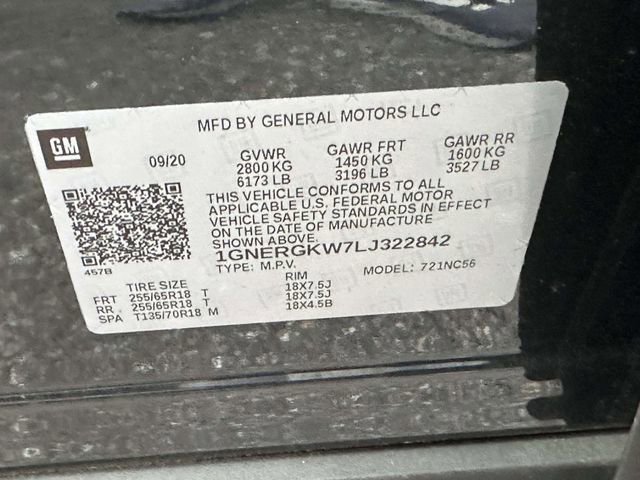 MFD BY GENERAL MOTORS LLC
GM
09/20 GVWR GAWR FRT GAWR RR
2800 KG 1450 KG 1600 KG
6173 LB 3196 LB 3527 LB
THIS VEHICLE CONFORMS TO ALL
APPLICABLE U.S. FEDERAL MOTOR
VEHICLE SAFETY STANDARDS IN EFFECT
ON THE DATE OF MANUFACTURE
SHOWN ABOVE.
1GNERGKW7LJ322842
457B TYPE: M.P.V. MODEL: 721NC56
TIRE SIZE RIM
FRT 255/65R18 T 18X7.5J
RR 255/65R18 T 18X7.5J
SPA T135/70R18 M 18X4.5B